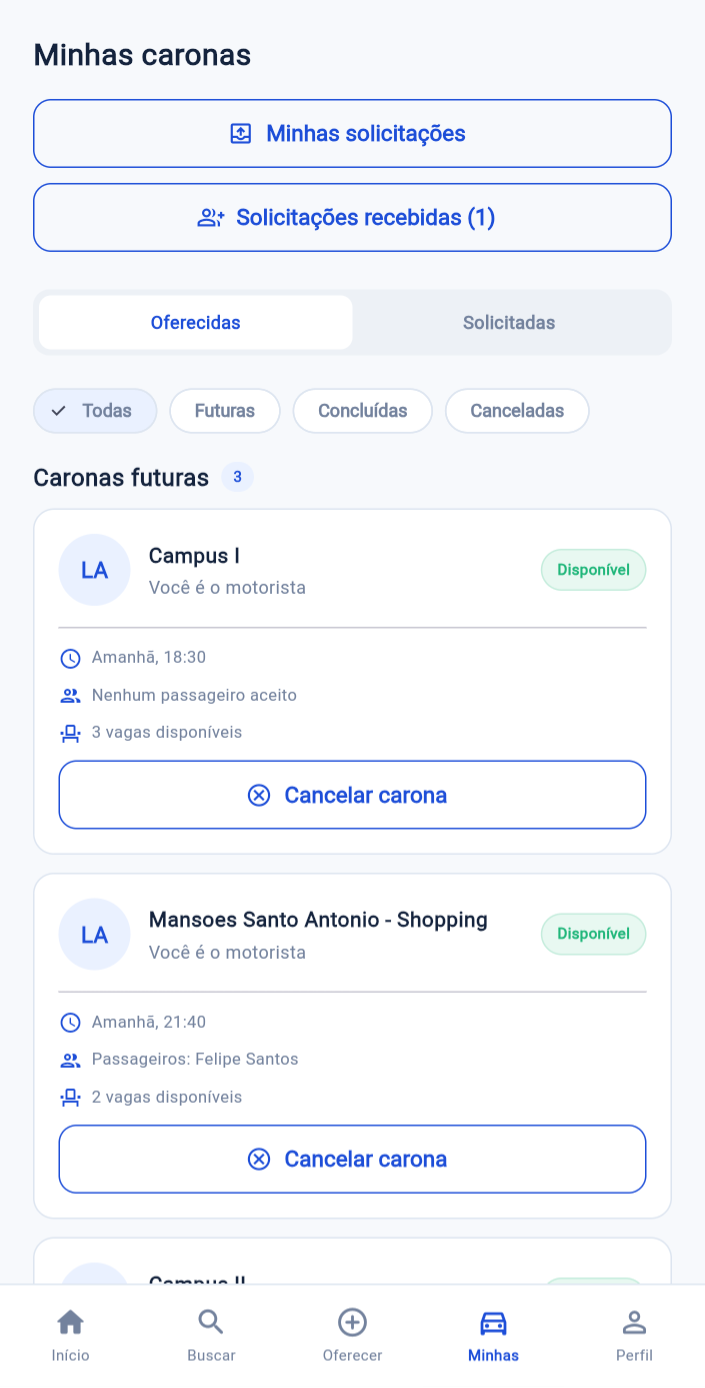 Minhas caronas
Minhas solicitações
Solicitações recebidas (1)
Oferecidas
Solicitadas
Todas
Futuras
Concluídas
Canceladas
Caronas futuras 3
LA
Campus I
Você é o motorista
Disponível
Amanhã, 18:30
Nenhum passageiro aceito
3 vagas disponíveis
Cancelar carona
LA
Mansoes Santo Antonio - Shopping
Você é o motorista
Disponível
Amanhã, 21:40
Passageiros: Felipe Santos
2 vagas disponíveis
Cancelar carona
Campus II
Início
Buscar
Oferecer
Minhas
Perfil